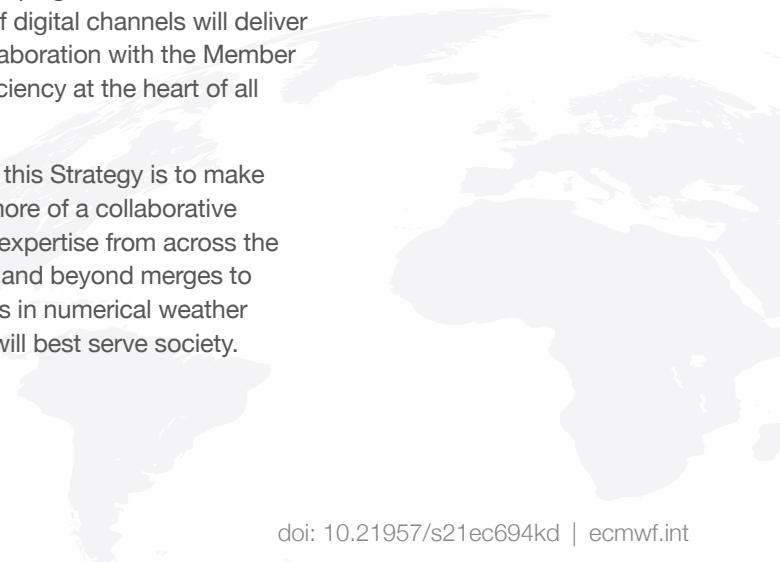 f digital channels will deliver
aboration with the Member
ciency at the heart of all
this Strategy is to make
ore of a collaborative
expertise from across the
and beyond merges to
s in numerical weather
will best serve society.
doi: 10.21957/s21ec694kd | ecmwf.int